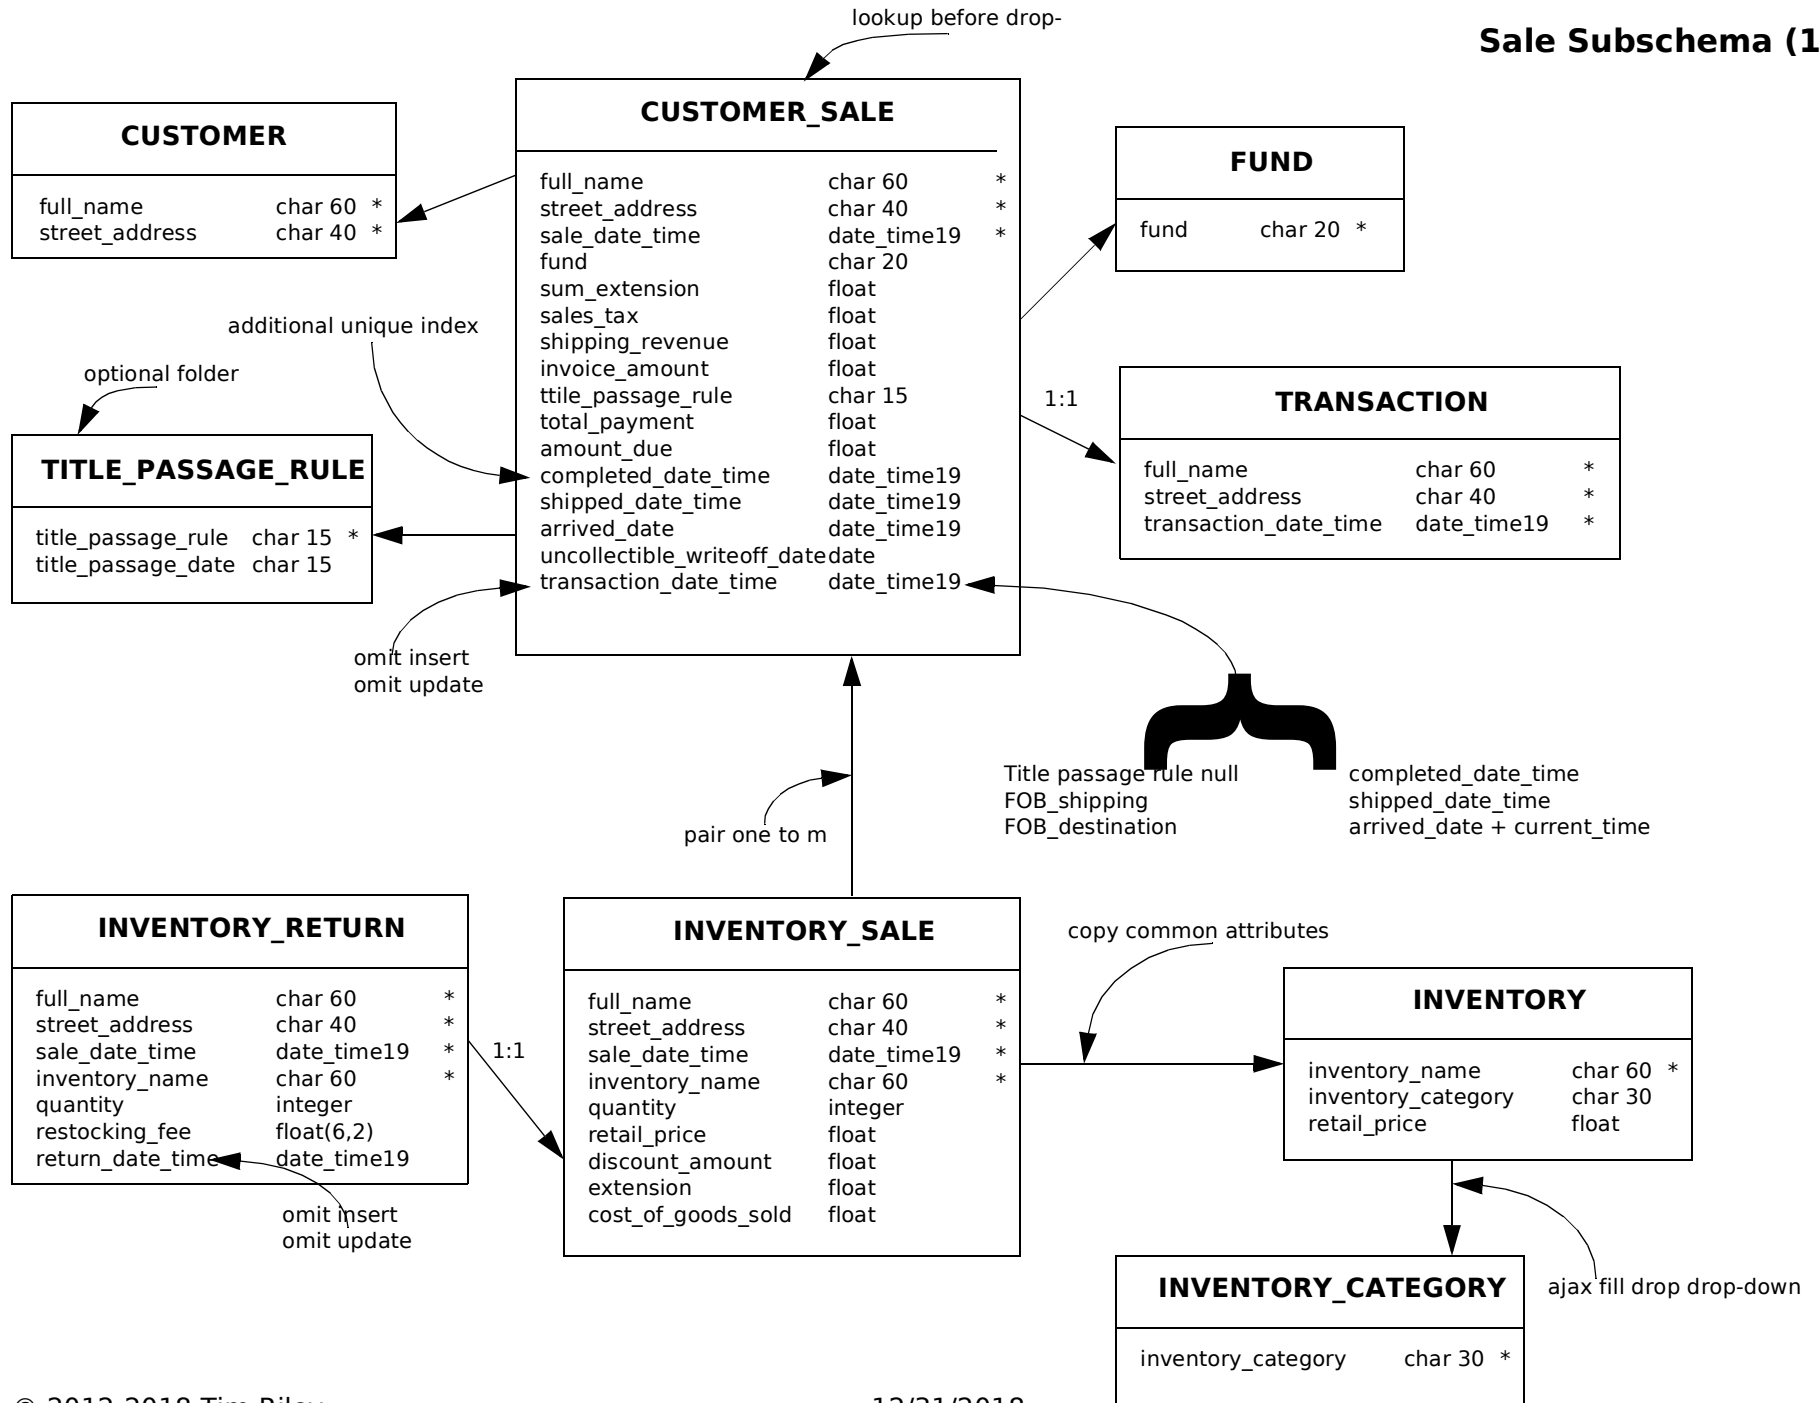 lookup before drop-
Sale Subschema (1
CUSTOMER_SALE
full_name char 60 *
street_address char 40 *
sale_date_time date_time19 *
fund char 20
sum_extension float
sales_tax float
shipping_revenue float
invoice_amount float
ttile_passage_rule char 15
total_payment float
amount_due float
completed_date_time date_time19
shipped_date_time date_time19
arrived_date date_time19
uncollectible_writeoff_date date
transaction_date_time date_time19
CUSTOMER
full_name char 60 *
street_address char 40 *
FUND
fund char 20 *
additional unique index
optional folder
TITLE_PASSAGE_RULE
title_passage_rule char 15 *
title_passage_date char 15
1:1
TRANSACTION
full_name char 60 *
street_address char 40 *
transaction_date_time date_time19 *
omit insert
omit update
{
Title passage rule null completed_date_time
FOB_shipping shipped_date_time
FOB_destination arrived_date + current_time
pair one to m
INVENTORY_RETURN
full_name char 60 *
street_address char 40 *
sale_date_time date_time19 *
inventory_name char 60 *
quantity integer
restocking_fee float(6,2)
return_date_time date_time19
omit insert
omit update
1:1
INVENTORY_SALE
full_name char 60 *
street_address char 40 *
sale_date_time date_time19 *
inventory_name char 60 *
quantity integer
retail_price float
discount_amount float
extension float
cost_of_goods_sold float
copy common attributes
INVENTORY
inventory_name char 60 *
inventory_category char 30
retail_price float
ajax fill drop drop-down
INVENTORY_CATEGORY
inventory_category char 30 *
© 2012-2018 Tim Riley
12/31/2018